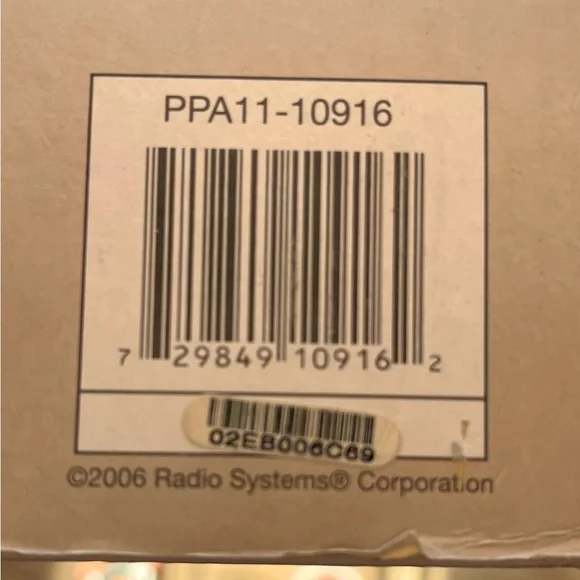 PPA11-10916
7 29849 10916 2
02EB006C69
©2006 Radio Systems® Corporation